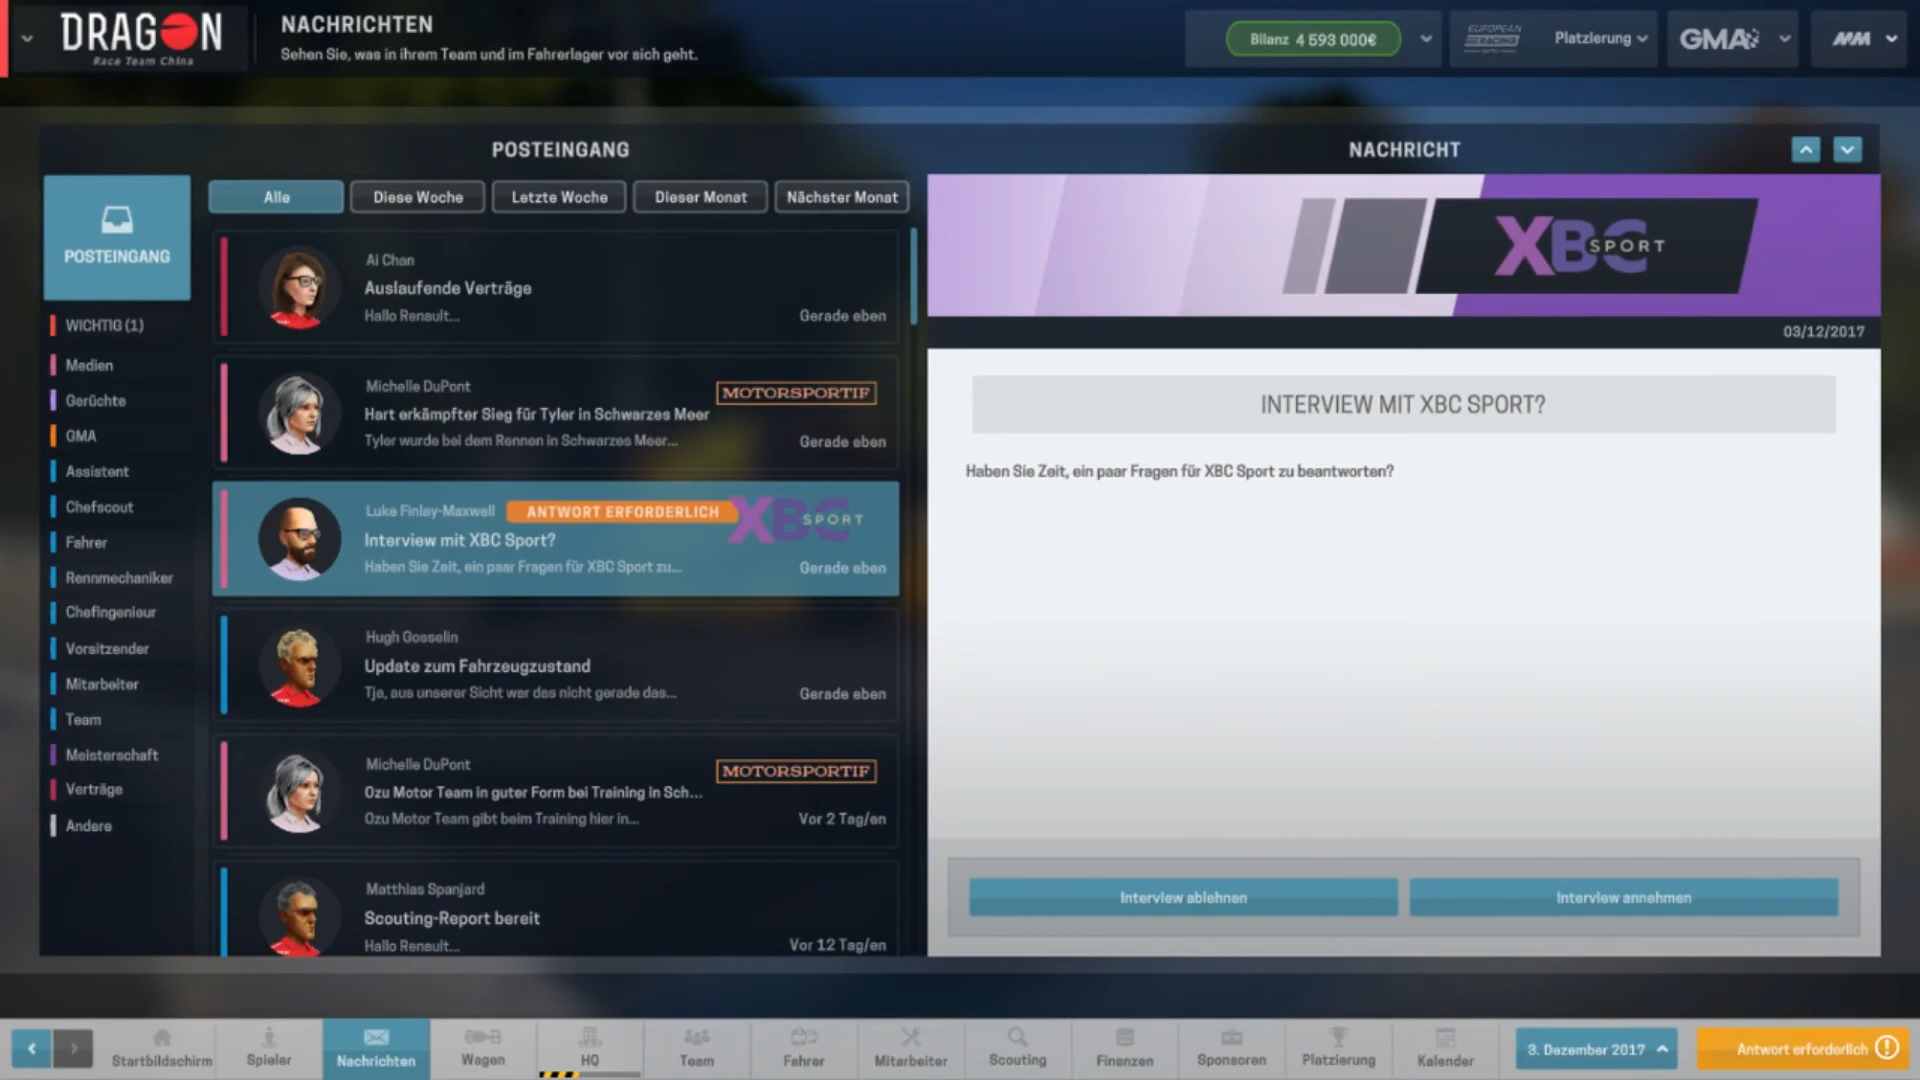 DRAGON
Race Team China
NACHRICHTEN
Sehen Sie, was in ihrem Team und im Fahrerlager vor sich geht.
Bilanz 4 593 000€
EUROPEAN
RACING
Platzierung
GMA
MM
POSTEINGANG
NACHRICHT
POSTEINGANG
WICHTIG (1)
Medien
Gerüchte
GMA
Assistent
Chefscout
Fahrer
Rennmechaniker
Chefingenieur
Vorsitzender
Mitarbeiter
Team
Meisterschaft
Verträge
Andere
Alle
Diese Woche
Letzte Woche
Dieser Monat
Nächster Monat
Ai Chan
Auslaufende Verträge
Hallo Renault...
Gerade eben
Michelle DuPont
MOTORSPORTIF
Hart erkämpfter Sieg für Tyler in Schwarzes Meer
Tyler wurde bei dem Rennen in Schwarzes Meer...
Gerade eben
Luke Finlay-Maxwell
ANTWORT ERFORDERLICH
XBC SPORT
Interview mit XBC Sport?
Haben Sie Zeit, ein paar Fragen für XBC Sport zu...
Gerade eben
Hugh Gosselin
Update zum Fahrzeugzustand
Tja, aus unserer Sicht war das nicht gerade das...
Gerade eben
Michelle DuPont
MOTORSPORTIF
Ozu Motor Team in guter Form bei Training in Sch...
Ozu Motor Team gibt beim Training hier in...
Vor 2 Tag/en
Matthias Spanjard
Scouting-Report bereit
Hallo Renault...
Vor 12 Tag/en
XBC SPORT
03/12/2017
INTERVIEW MIT XBC SPORT?
Haben Sie Zeit, ein paar Fragen für XBC Sport zu beantworten?
Interview ablehnen
Interview annehmen
Startbildschirm
Spieler
Nachrichten
Wagen
HQ
Team
Fahrer
Mitarbeiter
Scouting
Finanzen
Sponsoren
Platzierung
Kalender
3. Dezember 2017
Antwort erforderlich